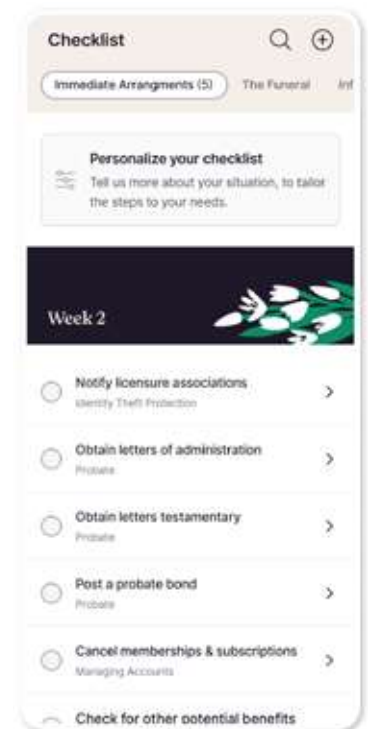 Checklist
Immediate Arrangments (5)
The Funeral
Inf
Personalize your checklist
Tell us more about your situation, to tailor
the steps to your needs.
Week 2
Notify licensure associations
Identity Theft Protection
Obtain letters of administration
Probate
Obtain letters testamentary
Probate
Post a probate bond
Probate
Cancel memberships & subscriptions
Managing Accounts
Check for other potential benefits